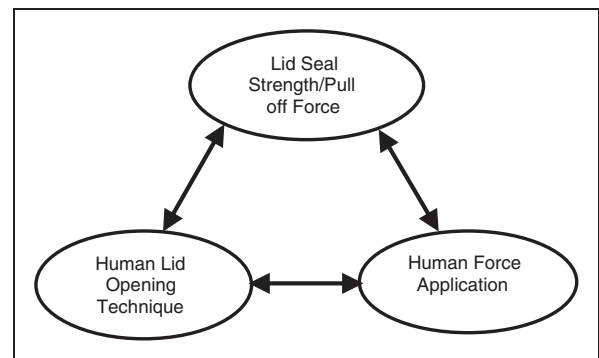 Lid Seal
Strength/Pull
off Force
Human Lid
Opening
Technique
Human Force
Application